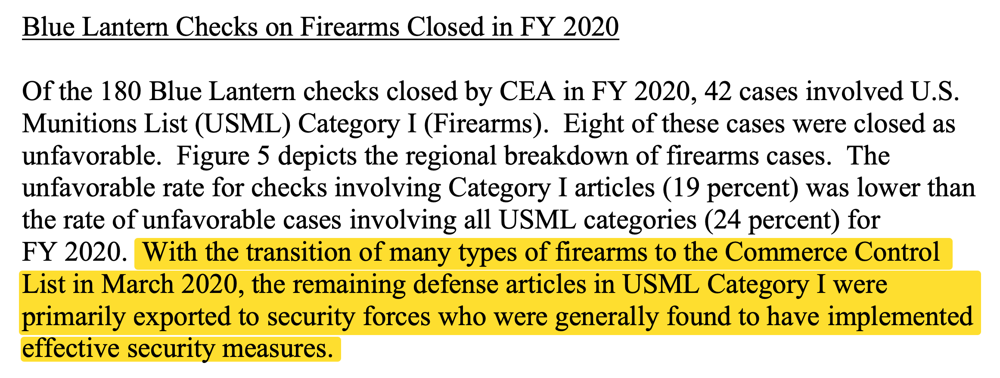 Blue Lantern Checks on Firearms Closed in FY 2020
Of the 180 Blue Lantern checks closed by CEA in FY 2020, 42 cases involved U.S.
Munitions List (USML) Category I (Firearms).  Eight of these cases were closed as
unfavorable.  Figure 5 depicts the regional breakdown of firearms cases.  The
unfavorable rate for checks involving Category I articles (19 percent) was lower than
the rate of unfavorable cases involving all USML categories (24 percent) for
FY 2020.  With the transition of many types of firearms to the Commerce Control
List in March 2020, the remaining defense articles in USML Category I were
primarily exported to security forces who were generally found to have implemented
effective security measures.